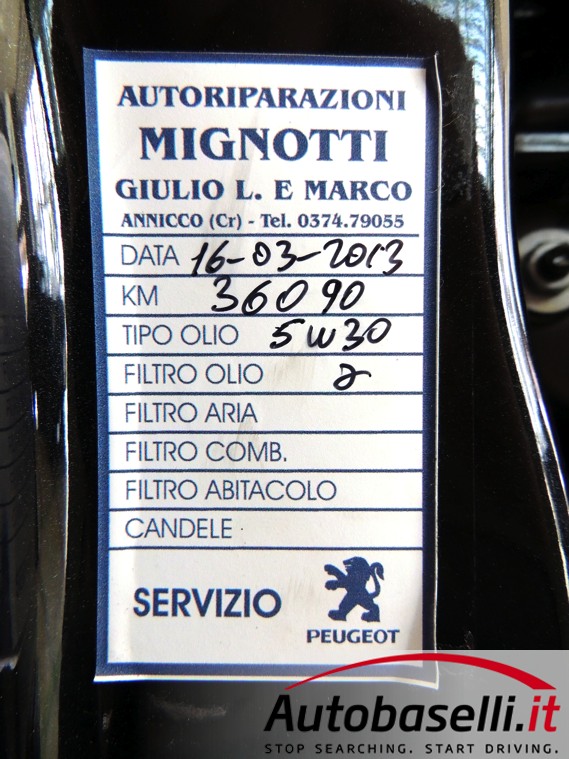 AUTORIPARAZIONI
MIGNOTTI
GIULIO L. E MARCO
ANNICCO (Cr) - Tel. 0374.79055
DATA 16-03-2013
KM 36090
TIPO OLIO 5W30
FILTRO OLIO
FILTRO ARIA
FILTRO COMB.
FILTRO ABITACOLO
CANDELE
SERVIZIO
PEUGEOT
Autobaselli.it
STOP SEARCHING. START DRIVING.